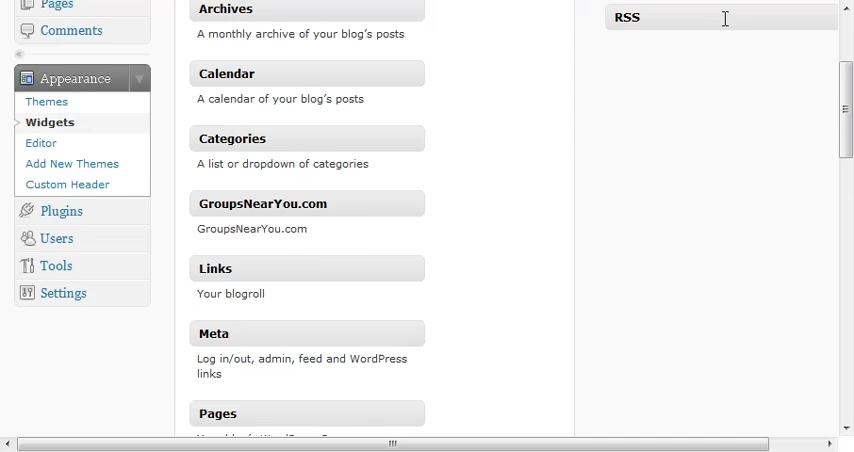 Pages
Comments
Appearance
Themes
Widgets
Editor
Add New Themes
Custom Header
Plugins
Users
Tools
Settings
Archives
A monthly archive of your blog’s posts
Calendar
A calendar of your blog’s posts
Categories
A list or dropdown of categories
GroupsNearYou.com
GroupsNearYou.com
Links
Your blogroll
Meta
Log in/out, admin, feed and WordPress
links
Pages
RSS